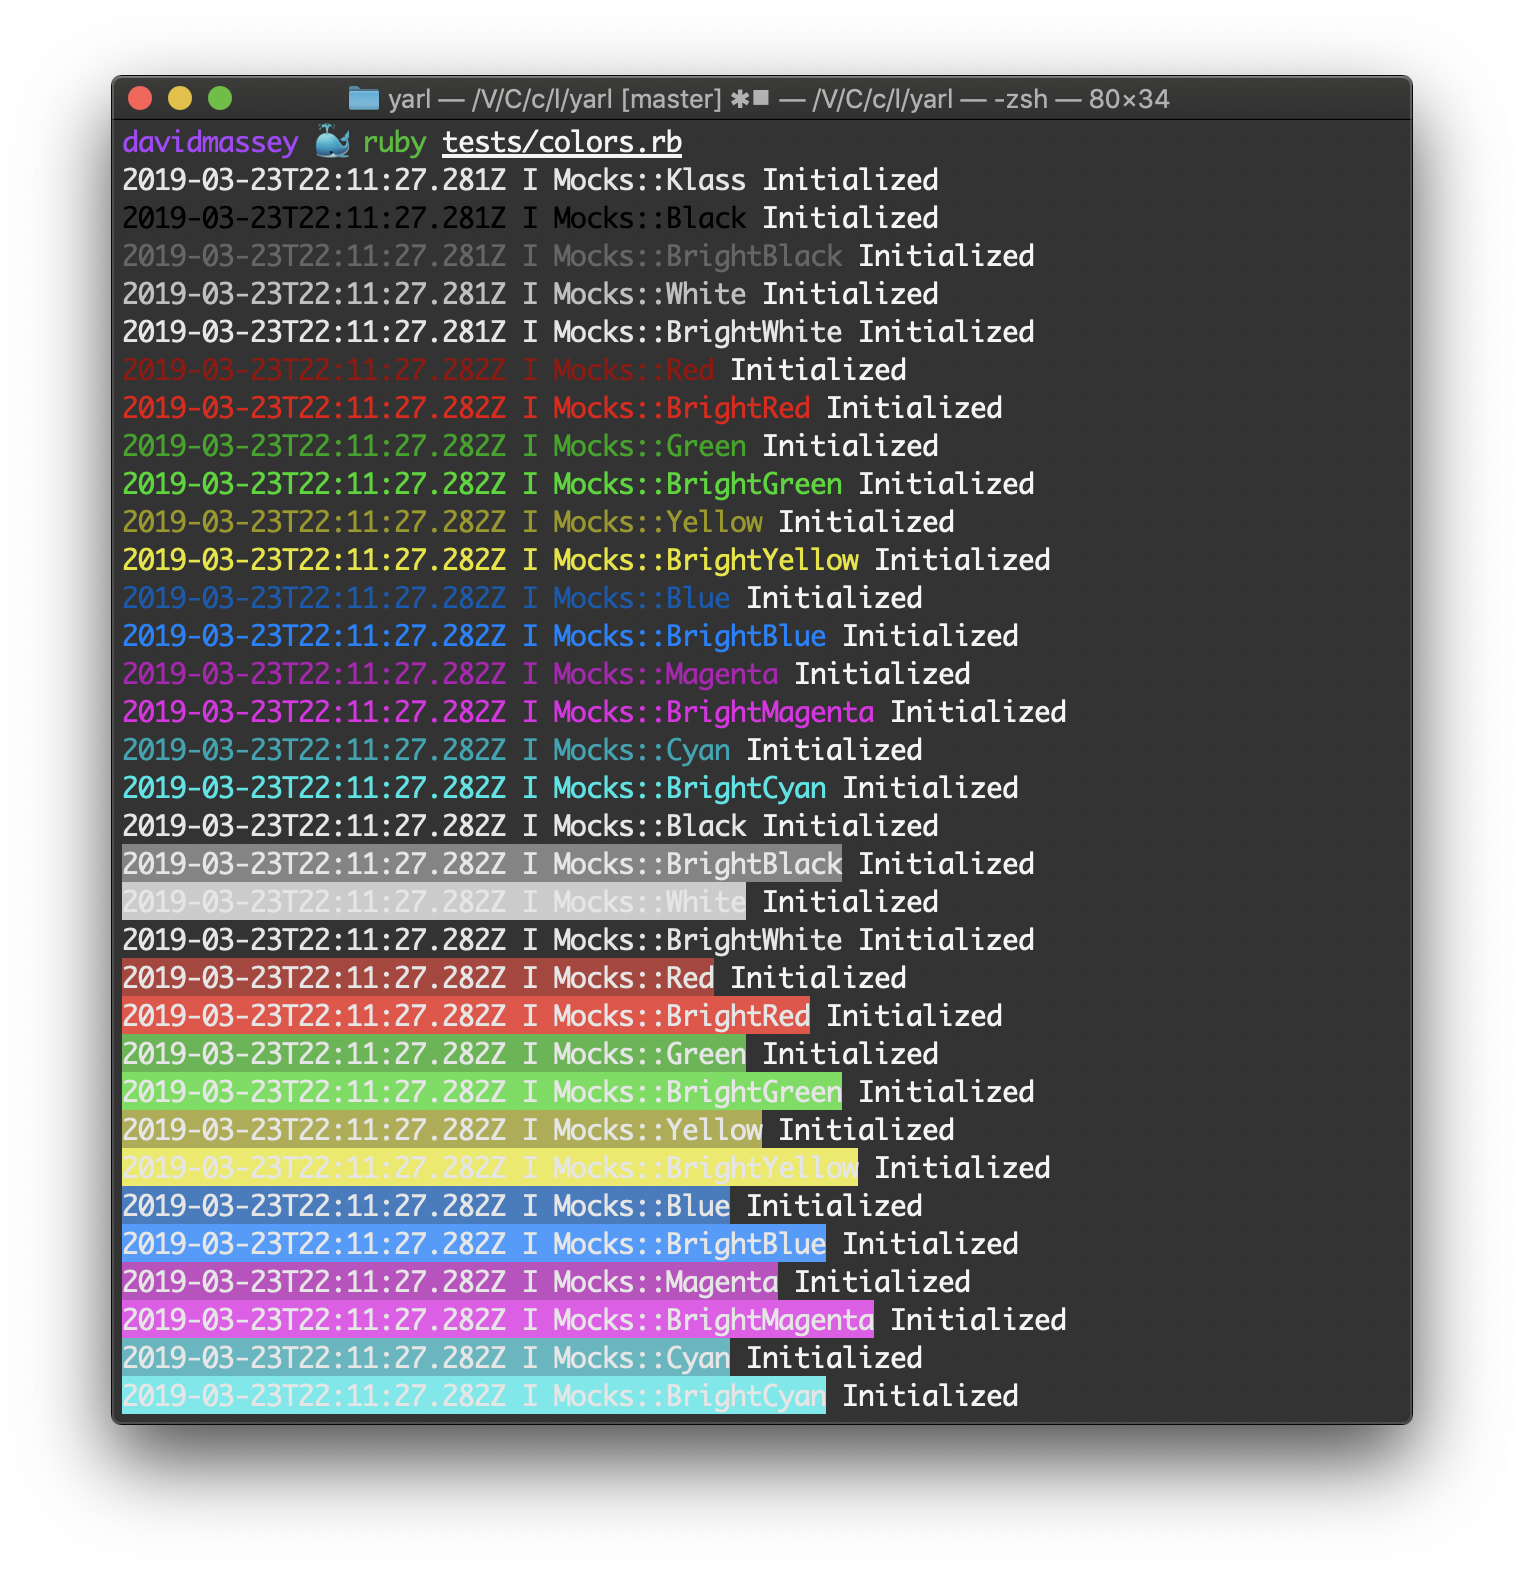 yarl — /V/C/c/l/yarl [master] ✱■ — /V/C/c/l/yarl — -zsh — 80×34
davidmassey 🐳 ruby tests/colors.rb
2019-03-23T22:11:27.281Z I Mocks::Klass Initialized
2019-03-23T22:11:27.281Z I Mocks::Black Initialized
2019-03-23T22:11:27.281Z I Mocks::BrightBlack Initialized
2019-03-23T22:11:27.281Z I Mocks::White Initialized
2019-03-23T22:11:27.281Z I Mocks::BrightWhite Initialized
2019-03-23T22:11:27.282Z I Mocks::Red Initialized
2019-03-23T22:11:27.282Z I Mocks::BrightRed Initialized
2019-03-23T22:11:27.282Z I Mocks::Green Initialized
2019-03-23T22:11:27.282Z I Mocks::BrightGreen Initialized
2019-03-23T22:11:27.282Z I Mocks::Yellow Initialized
2019-03-23T22:11:27.282Z I Mocks::BrightYellow Initialized
2019-03-23T22:11:27.282Z I Mocks::Blue Initialized
2019-03-23T22:11:27.282Z I Mocks::BrightBlue Initialized
2019-03-23T22:11:27.282Z I Mocks::Magenta Initialized
2019-03-23T22:11:27.282Z I Mocks::BrightMagenta Initialized
2019-03-23T22:11:27.282Z I Mocks::Cyan Initialized
2019-03-23T22:11:27.282Z I Mocks::BrightCyan Initialized
2019-03-23T22:11:27.282Z I Mocks::Black Initialized
2019-03-23T22:11:27.282Z I Mocks::BrightBlack Initialized
2019-03-23T22:11:27.282Z I Mocks::White Initialized
2019-03-23T22:11:27.282Z I Mocks::BrightWhite Initialized
2019-03-23T22:11:27.282Z I Mocks::Red Initialized
2019-03-23T22:11:27.282Z I Mocks::BrightRed Initialized
2019-03-23T22:11:27.282Z I Mocks::Green Initialized
2019-03-23T22:11:27.282Z I Mocks::BrightGreen Initialized
2019-03-23T22:11:27.282Z I Mocks::Yellow Initialized
2019-03-23T22:11:27.282Z I Mocks::BrightYellow Initialized
2019-03-23T22:11:27.282Z I Mocks::Blue Initialized
2019-03-23T22:11:27.282Z I Mocks::BrightBlue Initialized
2019-03-23T22:11:27.282Z I Mocks::Magenta Initialized
2019-03-23T22:11:27.282Z I Mocks::BrightMagenta Initialized
2019-03-23T22:11:27.282Z I Mocks::Cyan Initialized
2019-03-23T22:11:27.282Z I Mocks::BrightCyan Initialized